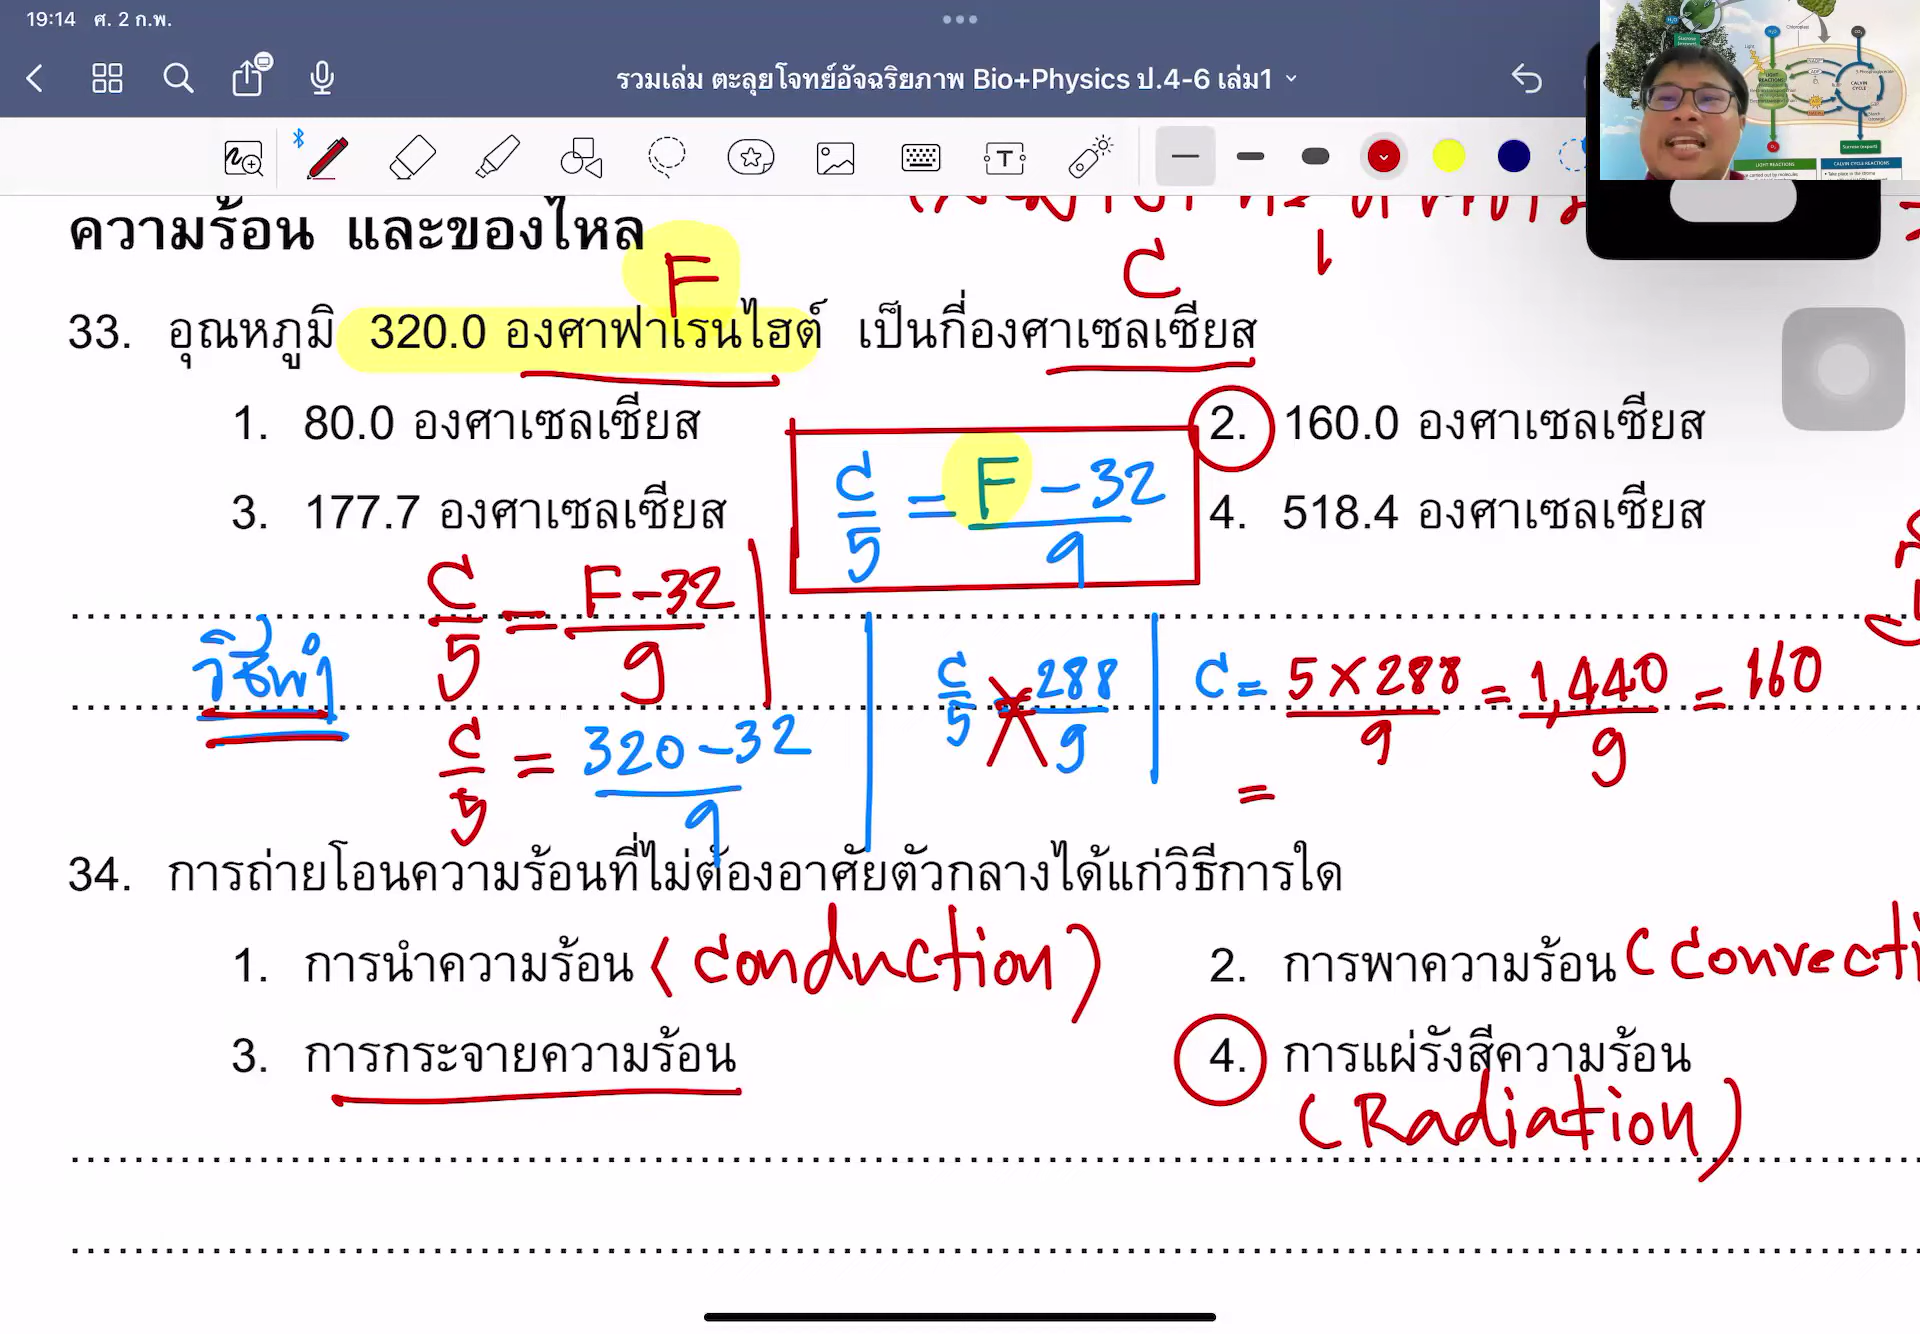 19:14 ศ. 2 ก.พ.
รวมเล่ม ตะลุยโจทย์อัจฉริยภาพ Bio+Physics ป.4-6 เล่ม1
ความร้อน และของไหล
F
C
33. อุณหภูมิ 320.0 องศาฟาเรนไฮต์ เป็นกี่องศาเซลเซียส
1. 80.0 องศาเซลเซียส
2. 160.0 องศาเซลเซียส
3. 177.7 องศาเซลเซียส
4. 518.4 องศาเซลเซียส
C/5 = F - 32/9
วิธีทำ
C/5 = F - 32/9
C/5 = 320 - 32/9
C/5 = 288/9
C = 5 x 288/9 = 1,440/9 = 160
=
34. การถ่ายโอนความร้อนที่ไม่ต้องอาศัยตัวกลางได้แก่วิธีการใด
1. การนำความร้อน (conduction)
2. การพาความร้อน (convecti
3. การกระจายความร้อน
4. การแผ่รังสีความร้อน
(Radiation)
LIGHT REACTIONS
CALVIN CYCLE REACTIONS